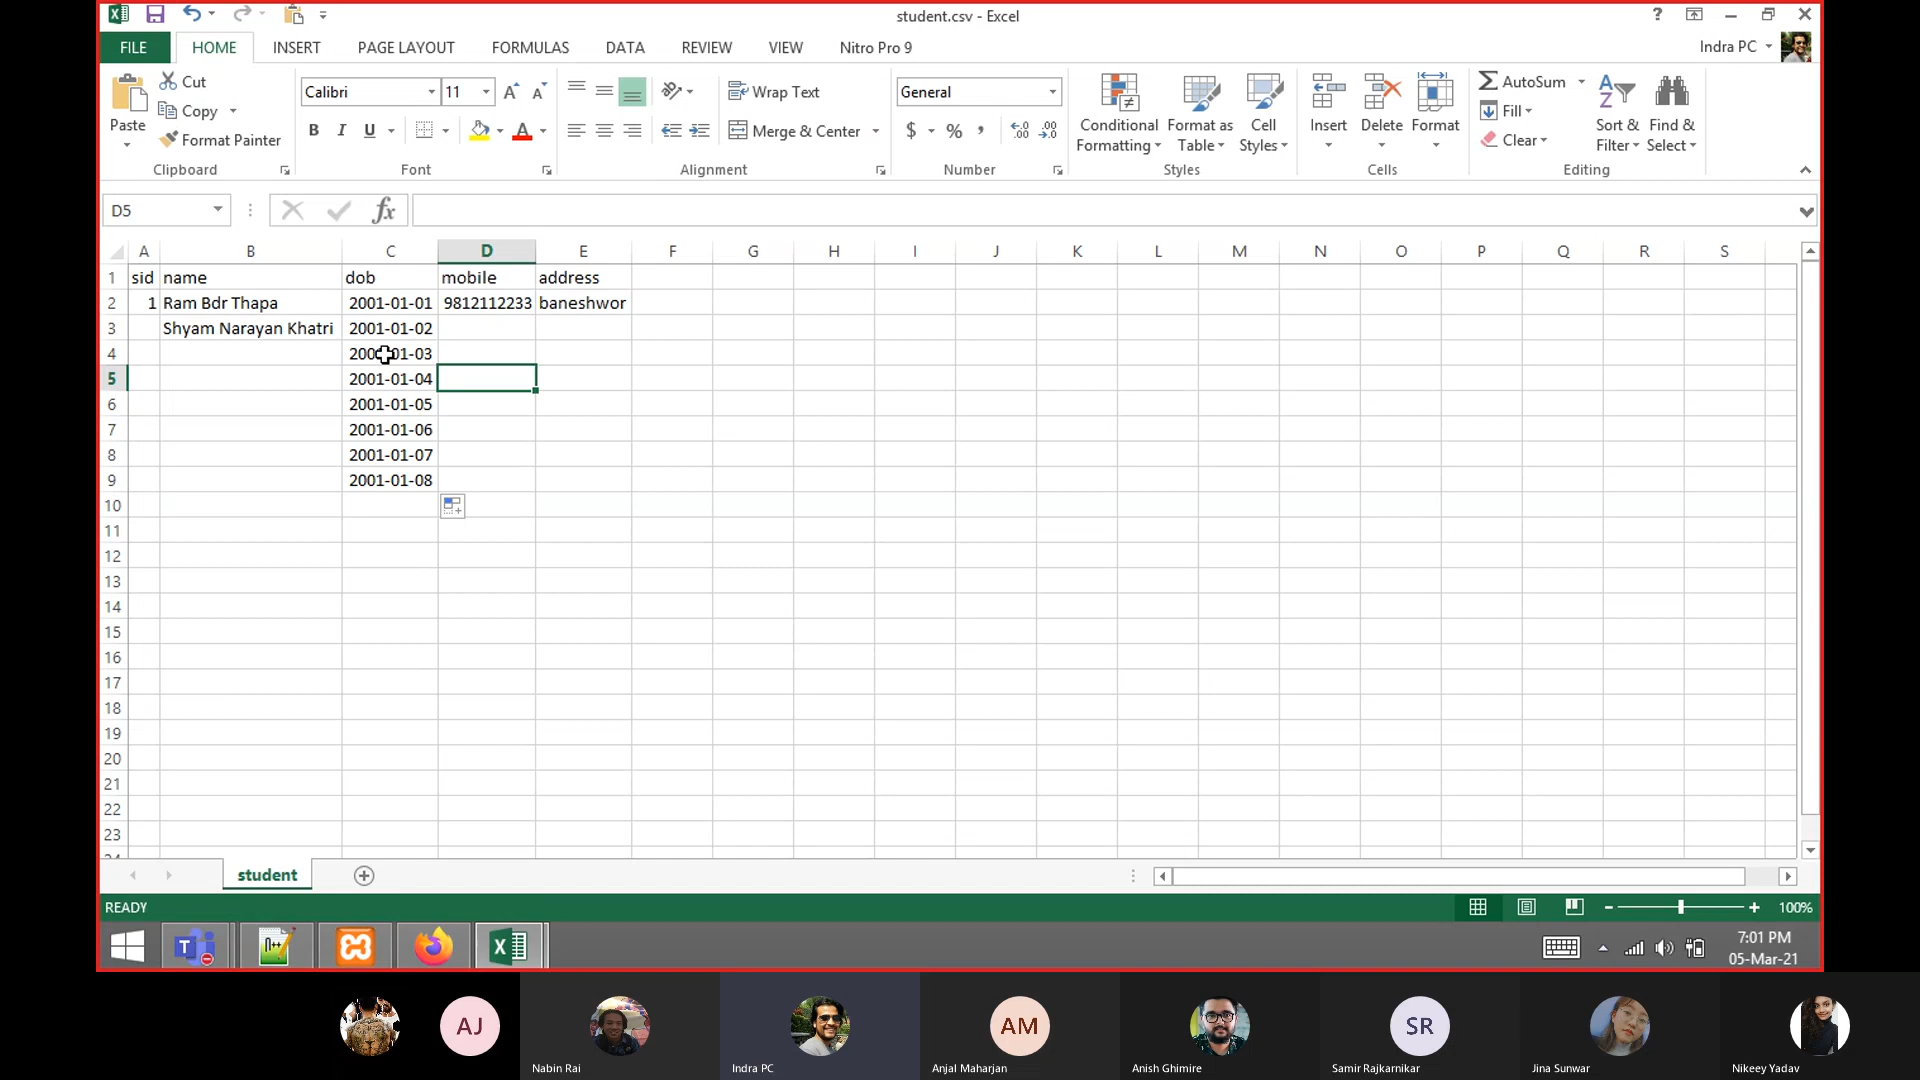 student.csv - Excel
?
FILE HOME INSERT PAGE LAYOUT FORMULAS DATA REVIEW VIEW Nitro Pro 9 Indra PC
Cut
Copy
Format Painter
Paste
Clipboard
Calibri 11 A A
B I U A
Font
Wrap Text
Merge & Center
Alignment
General
$ % ,
Number
Conditional Formatting
Format as Table
Cell Styles
Styles
Insert Delete Format
Cells
AutoSum
Fill
Clear
Sort & Filter
Find & Select
Editing
D5 fx
A B C D E F G H I J K L M N O P Q R S
1 sid name dob mobile address
2 1 Ram Bdr Thapa 2001-01-01 9812112233 baneshwor
3 Shyam Narayan Khatri 2001-01-02
4 01-03
5 2001-01-04
6 2001-01-05
7 2001-01-06
8 2001-01-07
9 2001-01-08
10
11
12
13
14
15
16
17
18
19
20
21
22
23
student
READY 100%
7:01 PM
05-Mar-21
AJ AM SR
Nabin Rai Indra PC Anjal Maharjan Anish Ghimire Samir Rajkarnikar Jina Sunwar Nikeey Yadav